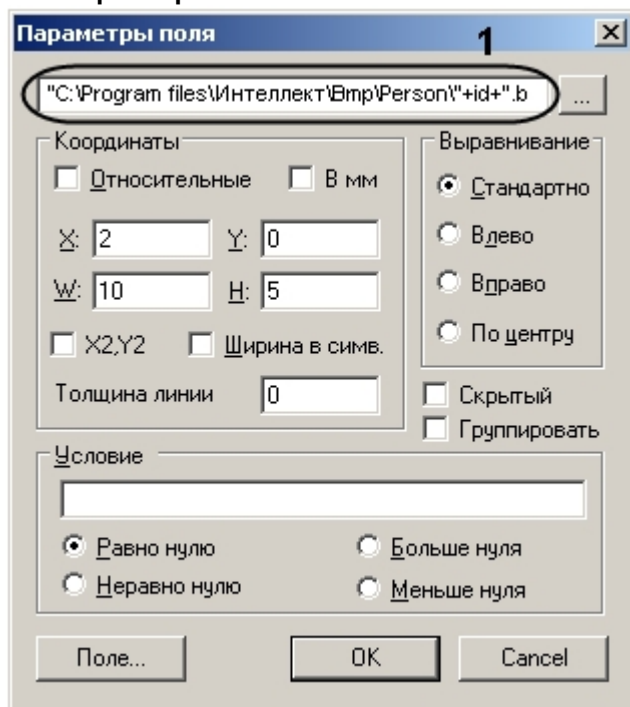 Параметры поля
1
"C:\Program files\Интеллект\Bmp\Person\"+id+".b
...
Координаты
Выравнивание
Относительные
В мм
Стандартно
X: 2
Y: 0
Влево
W: 10
H: 5
Вправо
X2,Y2
Ширина в симв.
По центру
Толщина линии 0
Скрытый
Группировать
Условие
Равно нулю
Больше нуля
Неравно нулю
Меньше нуля
Поле...
OK
Cancel